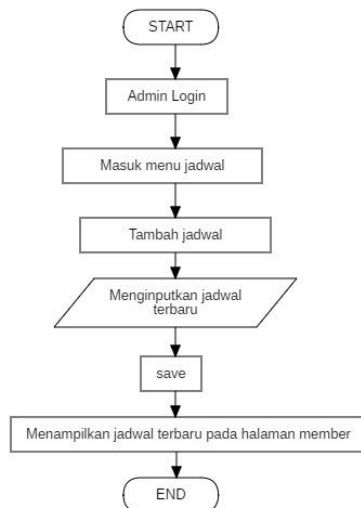 START
Admin Login
Masuk menu jadwal
Tambah jadwal
Menginputkan jadwal
terbaru
save
Menampilkan jadwal terbaru pada halaman member
END